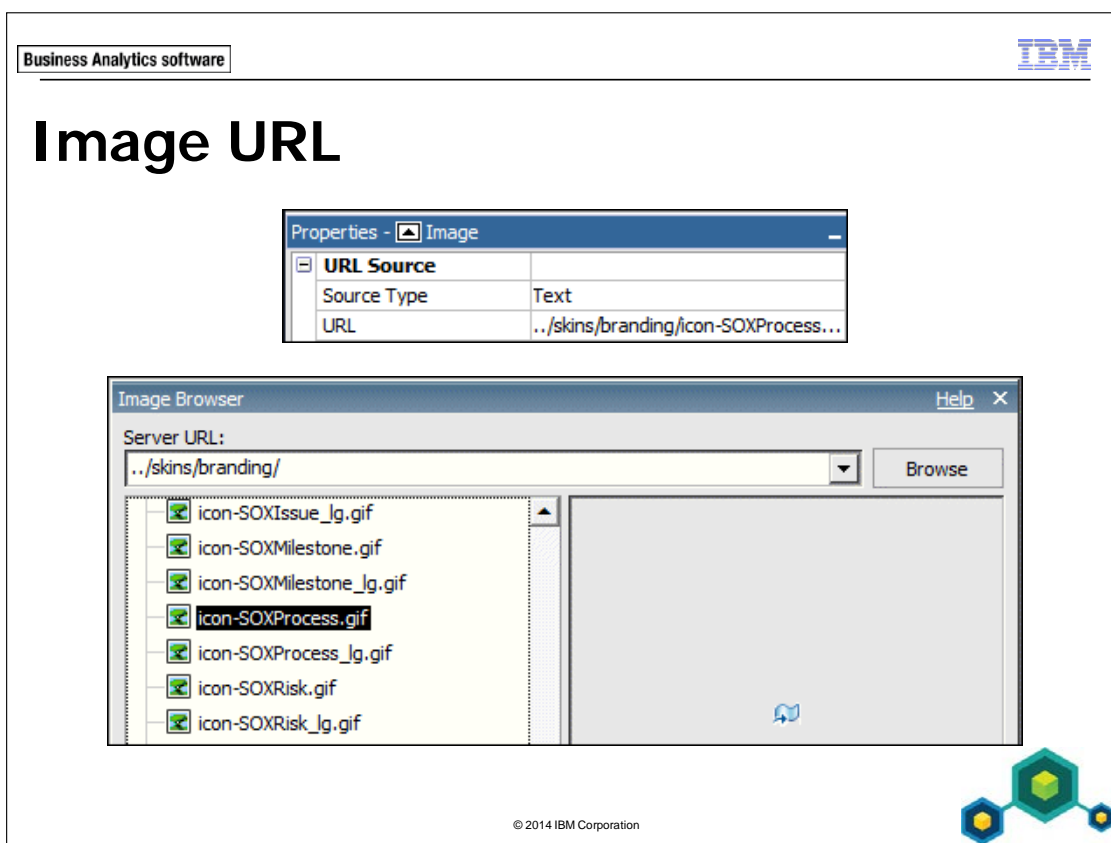 Business Analytics software
IBM
Image URL
Properties - Image
URL Source
Source Type Text
URL ../skins/branding/icon-SOXProcess...
Image Browser Help
Server URL:
../skins/branding/ Browse
icon-SOXIssue_lg.gif
icon-SOXMilestone.gif
icon-SOXMilestone_lg.gif
icon-SOXProcess.gif
icon-SOXProcess_lg.gif
icon-SOXRisk.gif
icon-SOXRisk_lg.gif
© 2014 IBM Corporation